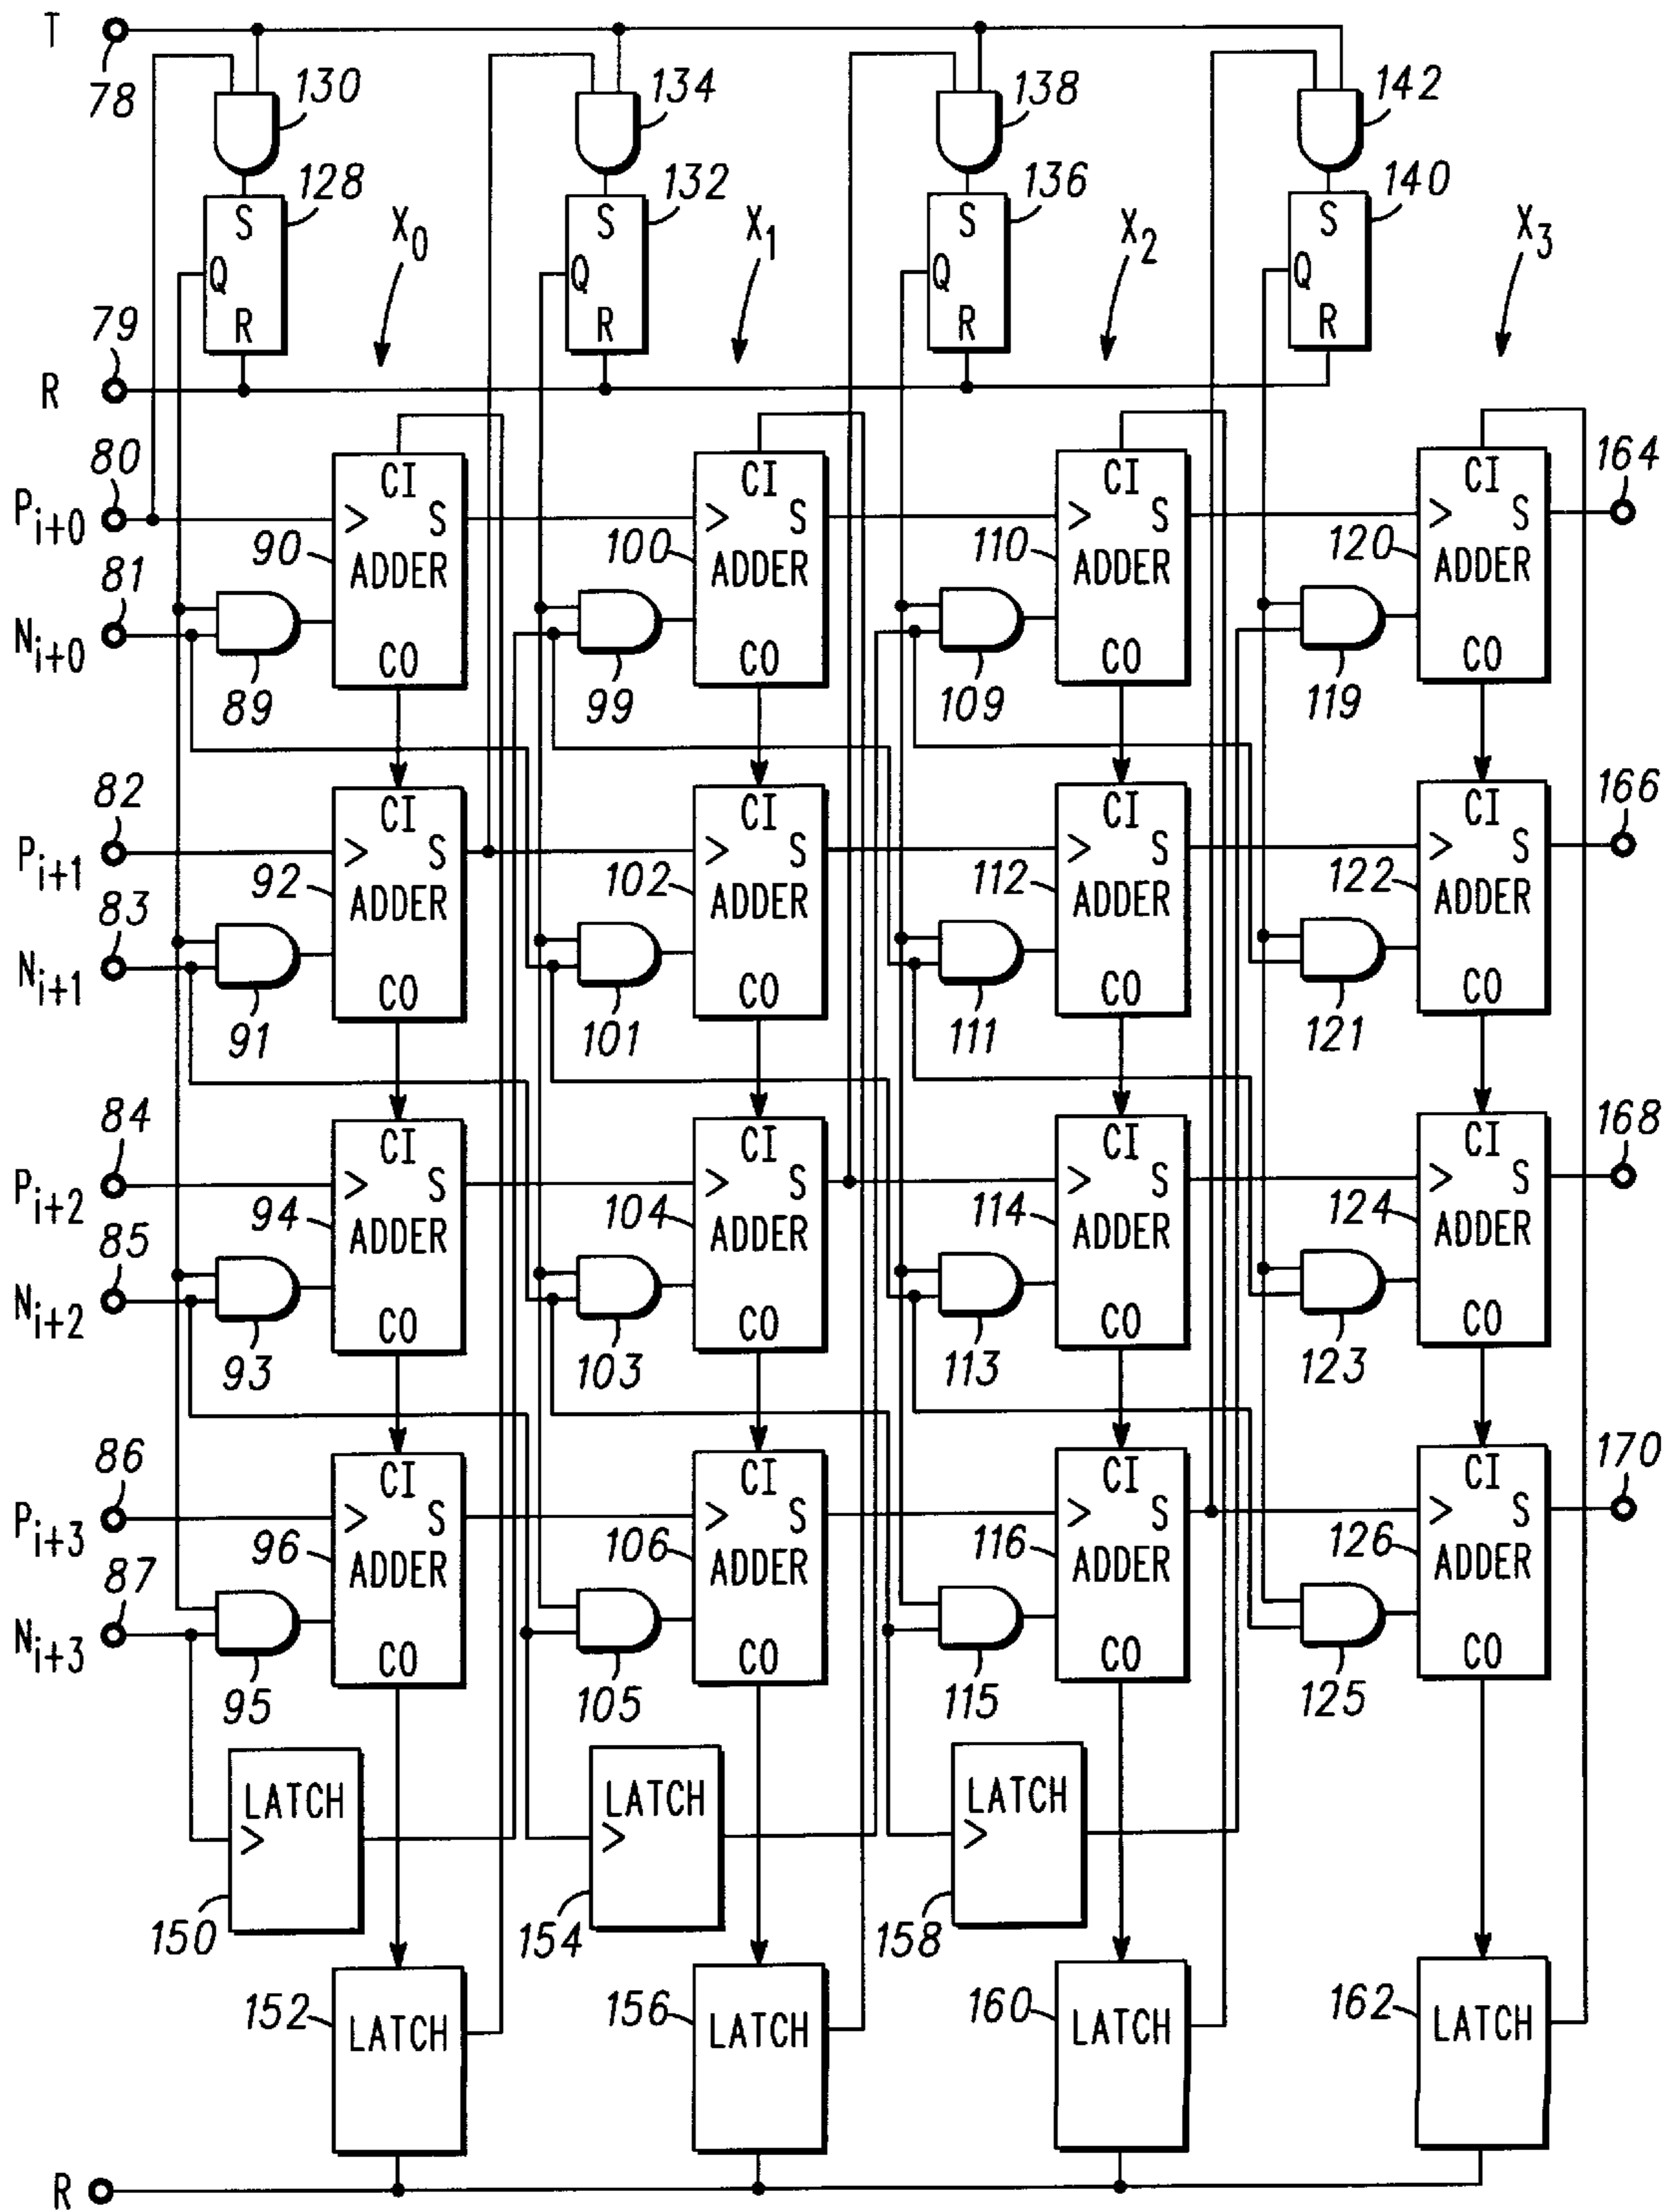 T
78
130
134
138
142
128
132
136
140
S
S
S
S
X0
X1
X2
X3
Q
Q
Q
Q
R
R
R
R
79
R
80
Pi+0
CI
CI
CI
CI
164
> S
> S
> S
> S
81
90
ADDER
100
ADDER
110
ADDER
120
ADDER
Ni+0
CO
CO
CO
CO
89
99
109
119
82
Pi+1
CI
CI
CI
CI
166
> S
> S
> S
> S
83
92
ADDER
102
ADDER
112
ADDER
122
ADDER
Ni+1
CO
CO
CO
CO
91
101
111
121
84
Pi+2
CI
CI
CI
CI
168
> S
> S
> S
> S
85
94
ADDER
104
ADDER
114
ADDER
124
ADDER
Ni+2
CO
CO
CO
CO
93
103
113
123
86
Pi+3
CI
CI
CI
CI
170
> S
> S
> S
> S
87
96
ADDER
106
ADDER
116
ADDER
126
ADDER
Ni+3
CO
CO
CO
CO
95
105
115
125
LATCH
LATCH
LATCH
>
>
>
150
154
158
152
LATCH
156
LATCH
160
LATCH
162
LATCH
R